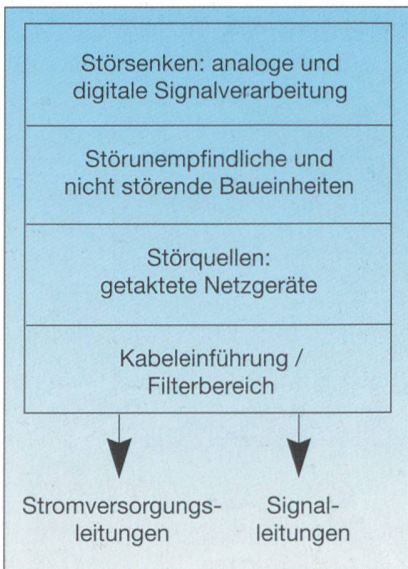 Störsenken: analoge und
digitale Signalverarbeitung
Störunempfindliche und
nicht störende Baueinheiten
Störquellen:
getaktete Netzgeräte
Kabeleinführung /
Filterbereich
Stromversorgungs-
leitungen
Signal-
leitungen